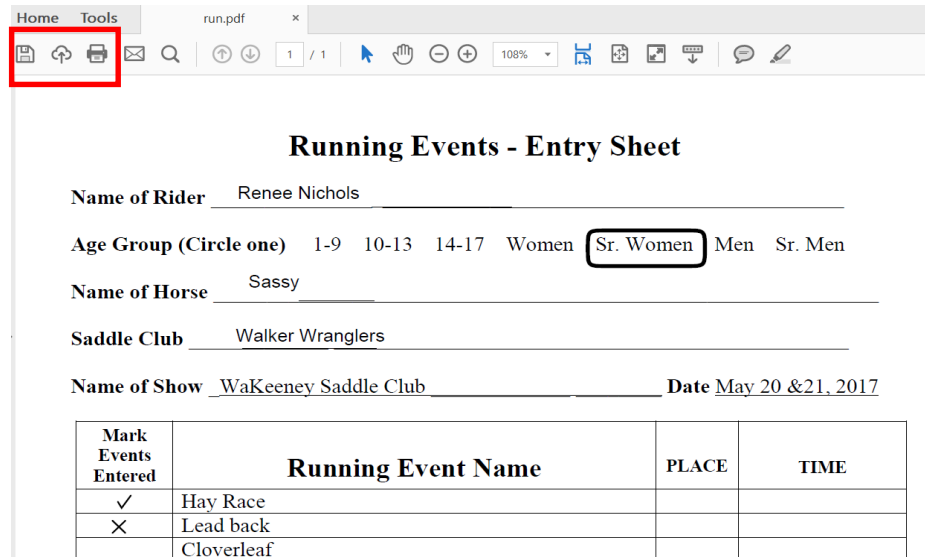 Home Tools run.pdf ×
1 / 1 108%
Running Events - Entry Sheet
Name of Rider Renee Nichols
Age Group (Circle one) 1-9 10-13 14-17 Women Sr. Women Men Sr. Men
Name of Horse Sassy
Saddle Club Walker Wranglers
Name of Show WaKeeney Saddle Club Date May 20 &21, 2017
Mark Events Entered Running Event Name PLACE TIME
✓ Hay Race
× Lead back
Cloverleaf